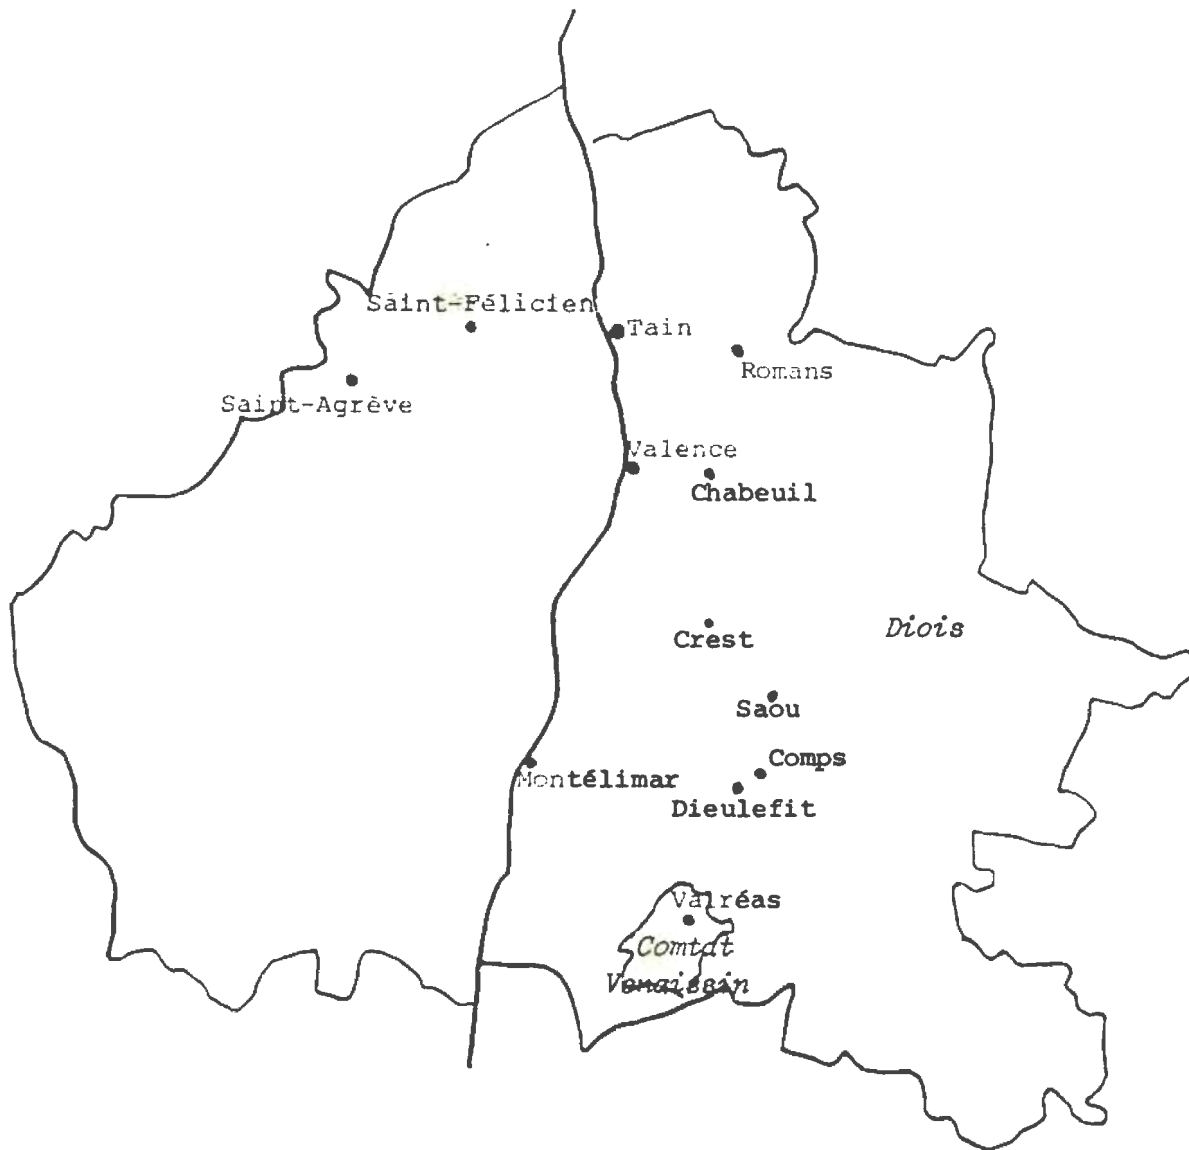 Saint-Félicien
Tain
Romans
Saint-Agrève
Valence
Chabeuil
Diois
Crest
Saou
Comps
Montélimar
Dieulefit
Valréas
Comtat
Venaissin